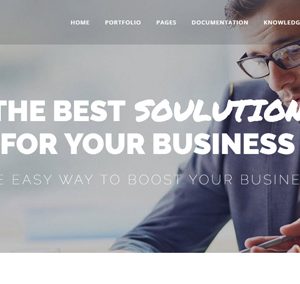 HOME PORTFOLIO PAGES DOCUMENTATION KNOWLEDG
THE BEST SOULUTION
FOR YOUR BUSINESS
E EASY WAY TO BOOST YOUR BUSINE